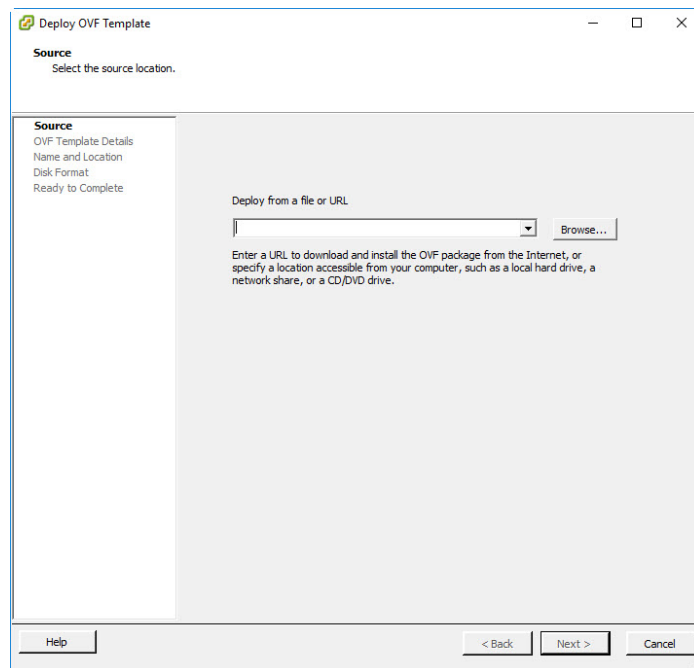 Deploy OVF Template
Source
Select the source location.
Source
OVF Template Details
Name and Location
Disk Format
Ready to Complete
Deploy from a file or URL
Browse...
Enter a URL to download and install the OVF package from the Internet, or
specify a location accessible from your computer, such as a local hard drive, a
network share, or a CD/DVD drive.
Help
< Back
Next >
Cancel